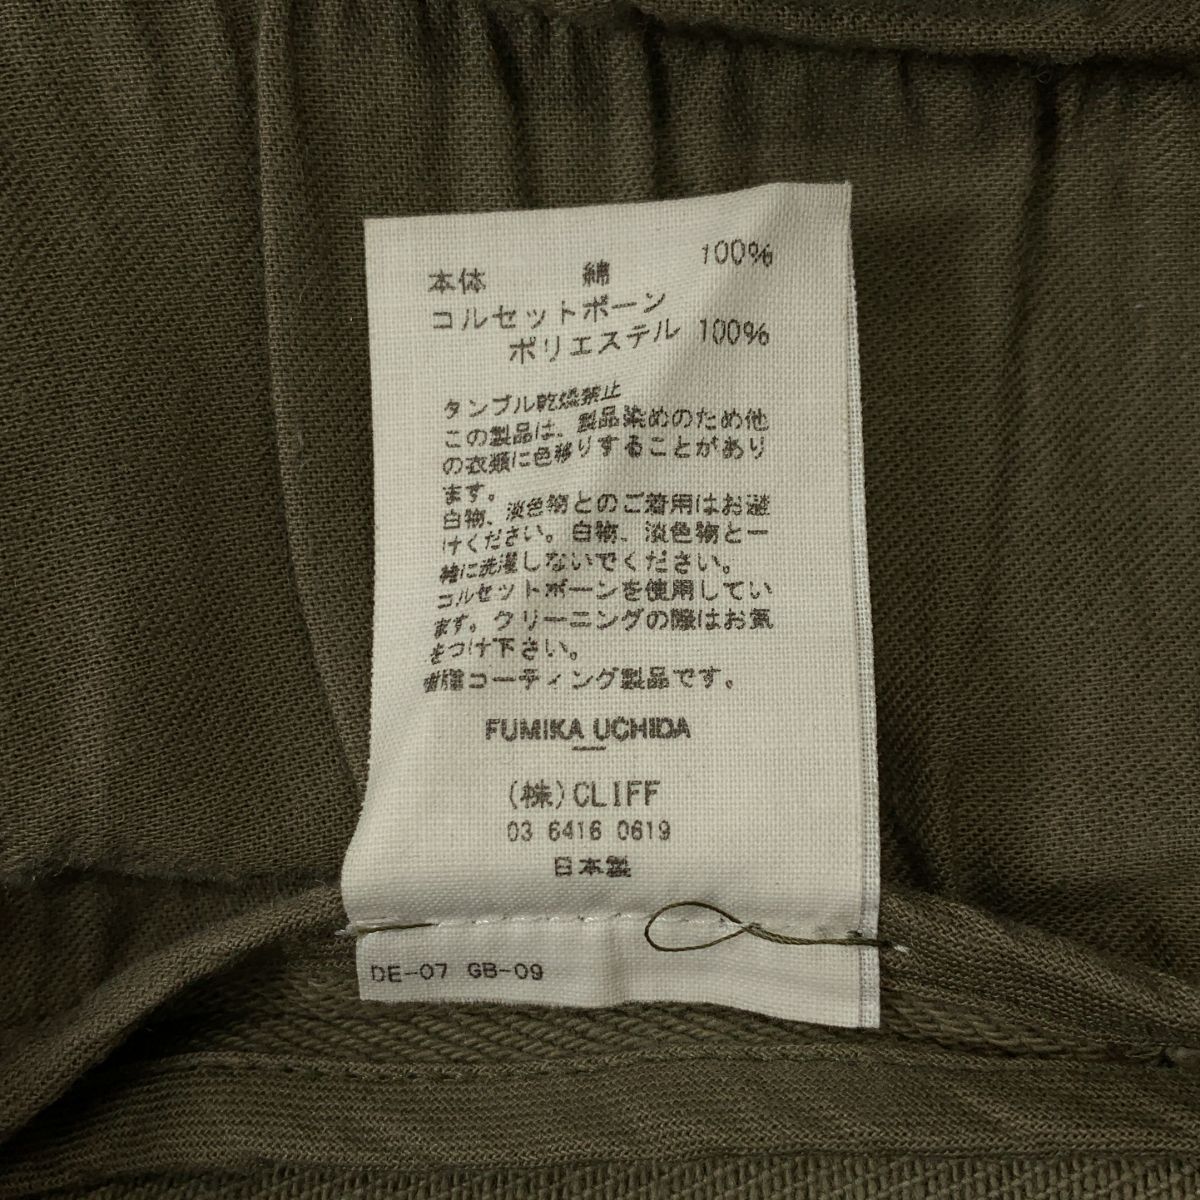 本体 綿 100%
コルセットボーン
ポリエステル 100%
タンブル乾燥禁止
この製品は、製品染めのため他
の衣類に色移りすることがあり
ます。
白物、淡色物とのご着用はお避
けください。白物、淡色物と一
緒に洗濯しないでください。
コルセットボーンを使用してい
ます。クリーニングの際はお気
をつけ下さい。
樹脂コーティング製品です。
FUMIKA_UCHIDA
(株)CLIFF
03 6416 0619
日本製
DE-07 GB-09